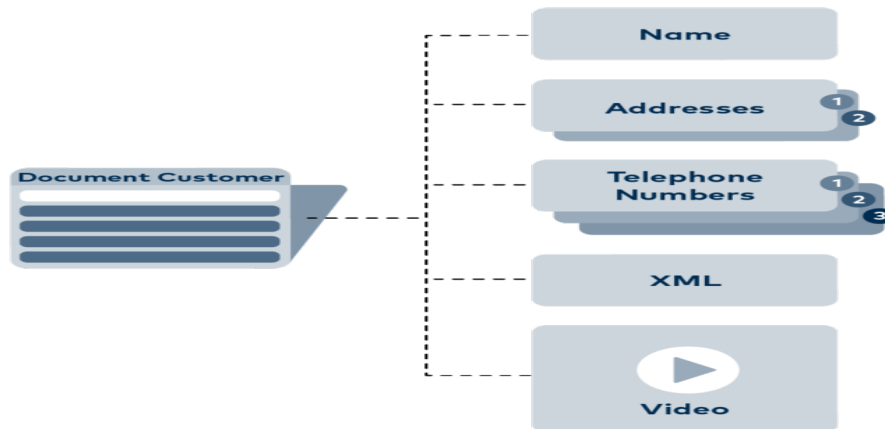 Name
Addresses
1
2
Document Customer
Telephone
Numbers
1
2
3
XML
Video